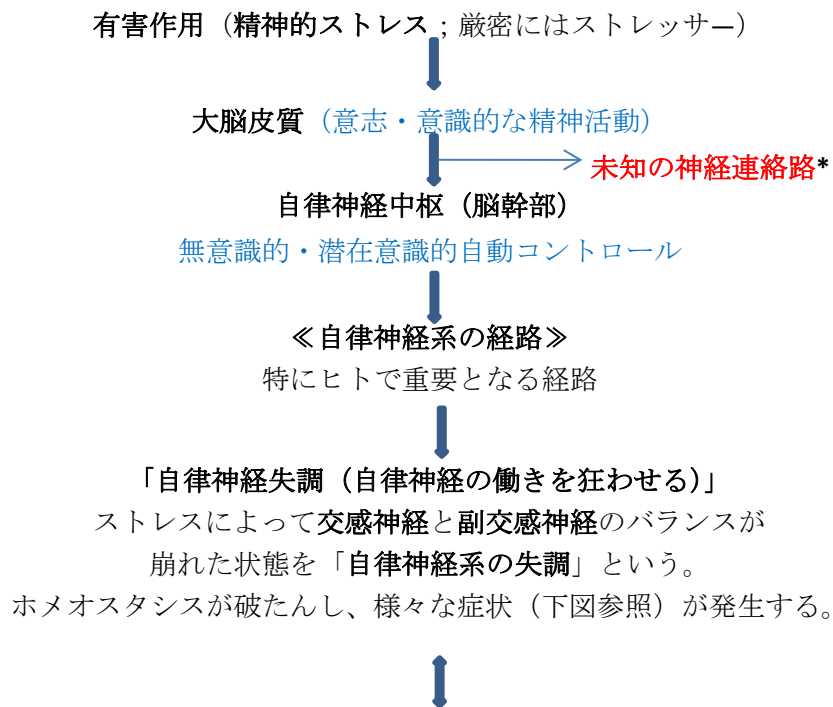 有害作用（精神的ストレス；厳密にはストレッサー）
大脳皮質（意志・意識的な精神活動）
未知の神経連絡路*
自律神経中枢（脳幹部）
無意識的・潜在意識的自動コントロール
≪自律神経系の経路≫
特にヒトで重要となる経路
「自律神経失調（自律神経の働きを狂わせる）」
ストレスによって交感神経と副交感神経のバランスが
崩れた状態を「自律神経系の失調」という。
ホメオスタシスが破たんし、様々な症状（下図参照）が発生する。